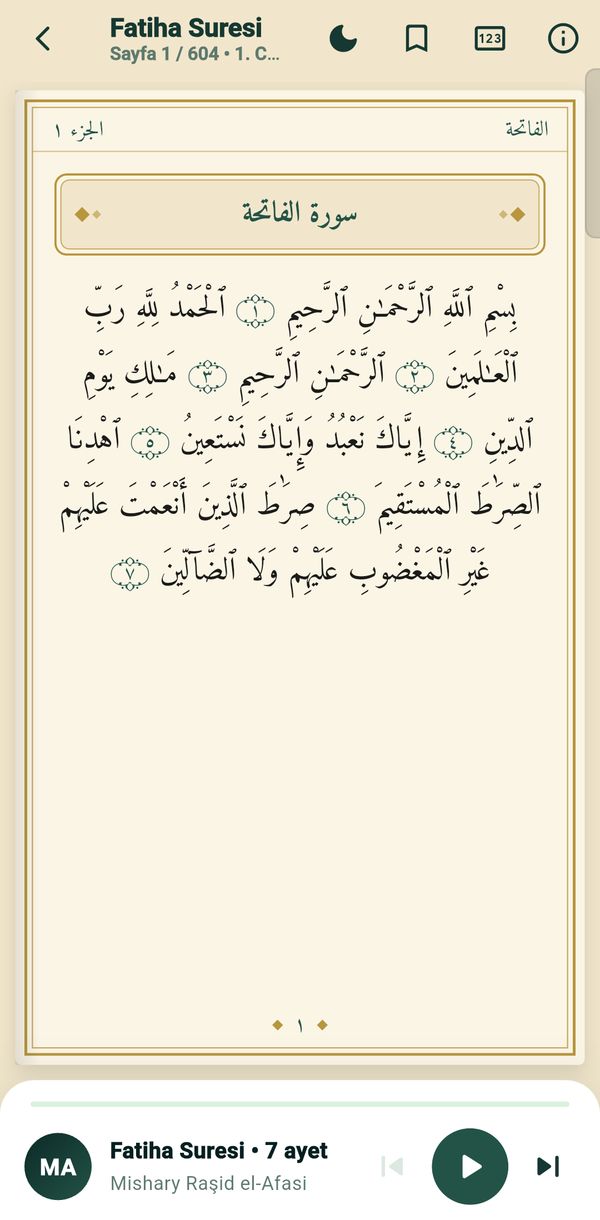 Fatiha Suresi
Sayfa 1 / 604 • 1. C...
123
الفاتحة
الجزء ١
سورة الفاتحة
بِسْمِ ٱللَّهِ ٱلرَّحْمَـٰنِ ٱلرَّحِيمِ ١ ٱلْحَمْدُ لِلَّهِ رَبِّ
ٱلْعَـٰلَمِينَ ٢ ٱلرَّحْمَـٰنِ ٱلرَّحِيمِ ٣ مَـٰلِكِ يَوْمِ
ٱلدِّينِ ٤ إِيَّاكَ نَعْبُدُ وَإِيَّاكَ نَسْتَعِينُ ٥ ٱهْدِنَا
ٱلصِّرَٰطَ ٱلْمُسْتَقِيمَ ٦ صِرَٰطَ ٱلَّذِينَ أَنْعَمْتَ عَلَيْهِمْ
غَيْرِ ٱلْمَغْضُوبِ عَلَيْهِمْ وَلَا ٱلضَّآلِّينَ ٧
١
MA
Fatiha Suresi • 7 ayet
Mishary Raşid el-Afasi